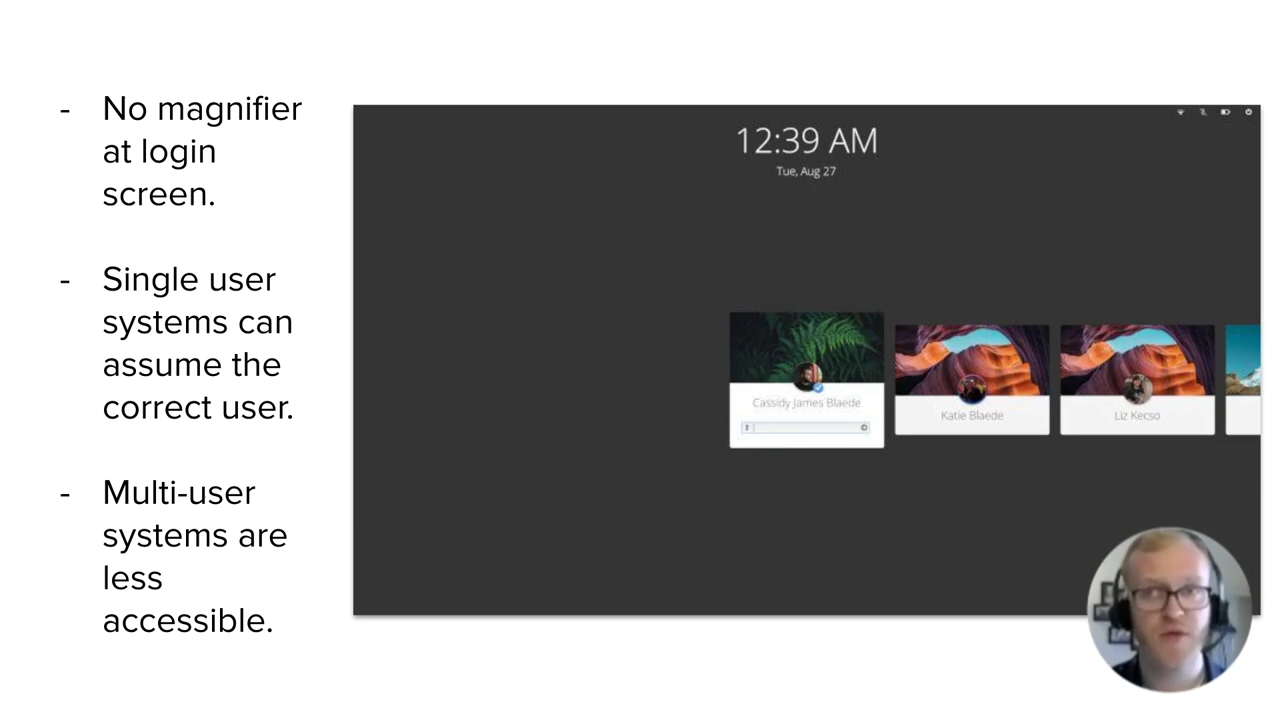 - No magnifier
at login
screen.
- Single user
systems can
assume the
correct user.
- Multi-user
systems are
less
accessible.
12:39 AM
Tue, Aug 27
Cassidy James Blaede
Katie Blaede
Liz Kecso